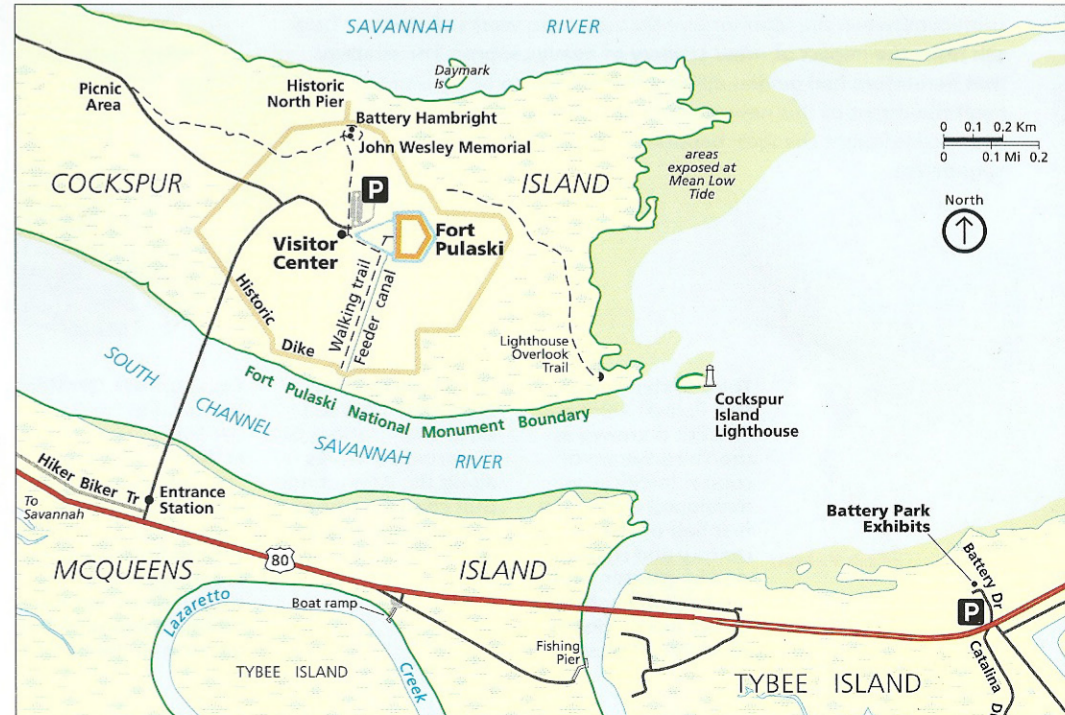 SAVANNAH RIVER
Daymark
Is
Picnic
Area
Historic
North Pier
Battery Hambright
John Wesley Memorial
COCKSPUR ISLAND
areas
exposed at
Mean Low
Tide
0 0.1 0.2 Km
0 0.1 Mi 0.2
North
P
Fort
Pulaski
Visitor
Center
Walking trail
Feeder canal
Historic Dike
Lighthouse
Overlook
Trail
Fort Pulaski National Monument Boundary
SOUTH CHANNEL SAVANNAH RIVER
Cockspur
Island
Lighthouse
Hiker Biker Tr
Entrance
Station
To
Savannah
80
MCQUEENS ISLAND
Battery Park
Exhibits
Battery Dr
P
Catalina D
Lazaretto Creek
Boat ramp
TYBEE ISLAND
Fishing
Pier
TYBEE ISLAND